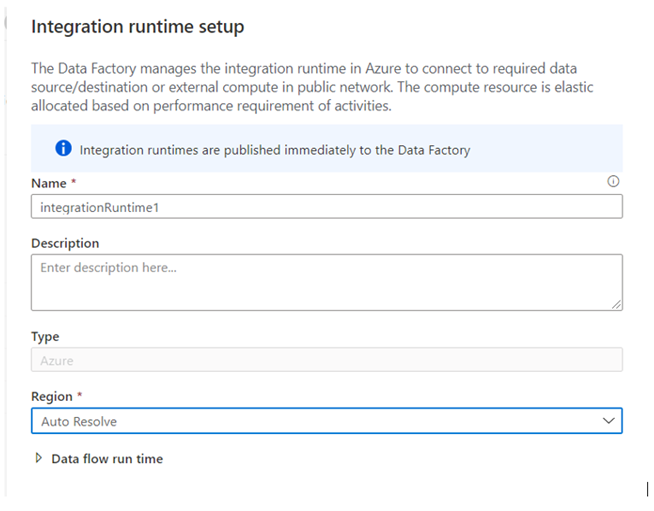 Integration runtime setup
The Data Factory manages the integration runtime in Azure to connect to required data
source/destination or external compute in public network. The compute resource is elastic
allocated based on performance requirement of activities.
Integration runtimes are published immediately to the Data Factory
Name *
integrationRuntime1
Description
Enter description here...
Type
Azure
Region *
Auto Resolve
Data flow run time